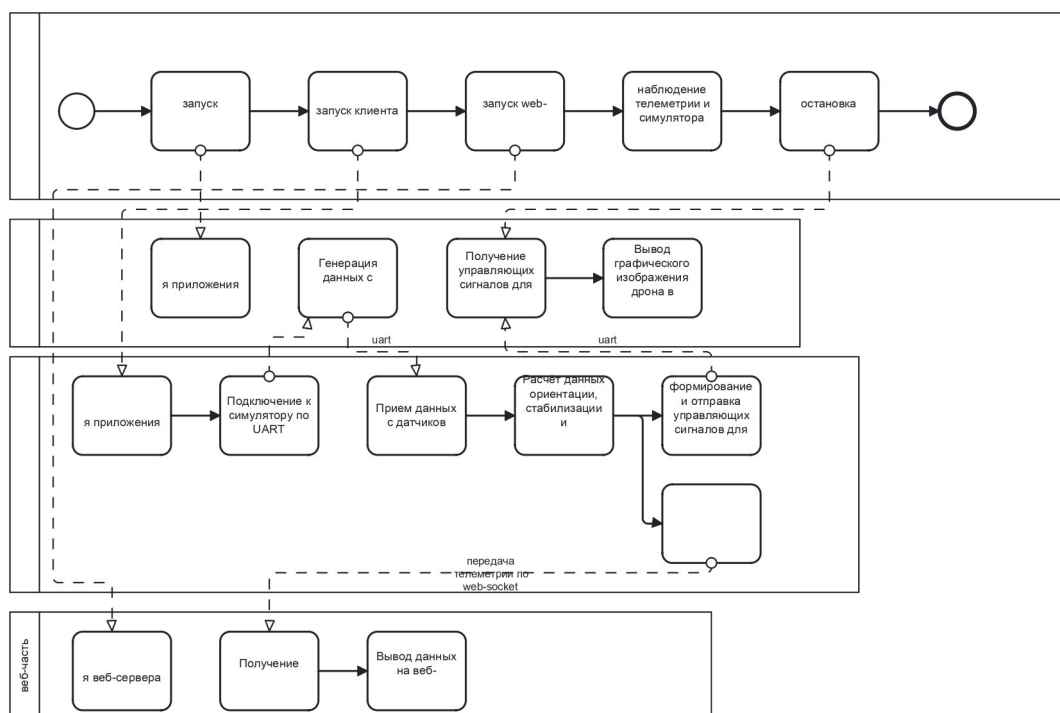 запуск
запуск клиента
запуск web-
наблюдение
телеметрии и
симулятора
остановка
я приложения
Генерация
данных с
Получение
управляющих
сигналов для
Вывод
графического
изображения
дрона в
uart
uart
я приложения
Подключение к
симулятору по
UART
Прием данных
с датчиков
Расчёт данных
ориентации,
стабилизации
и
формирование
и отправка
управляющих
сигналов для
передача
телеметрии по
web-socket
веб-часть
я веб-сервера
Получение
Вывод данных
на веб-